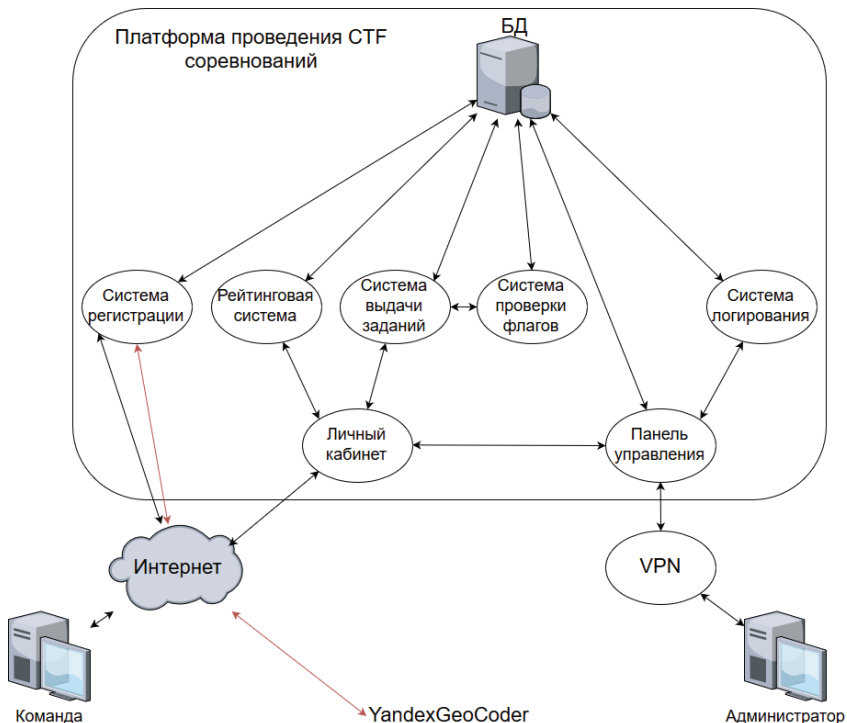 Платформа проведения CTF
соревнований
БД
Система
регистрации
Рейтинговая
система
Система
выдачи
заданий
Система
проверки
флагов
Система
логирования
Личный
кабинет
Панель
управления
Интернет
VPN
Команда
YandexGeoCoder
Администратор